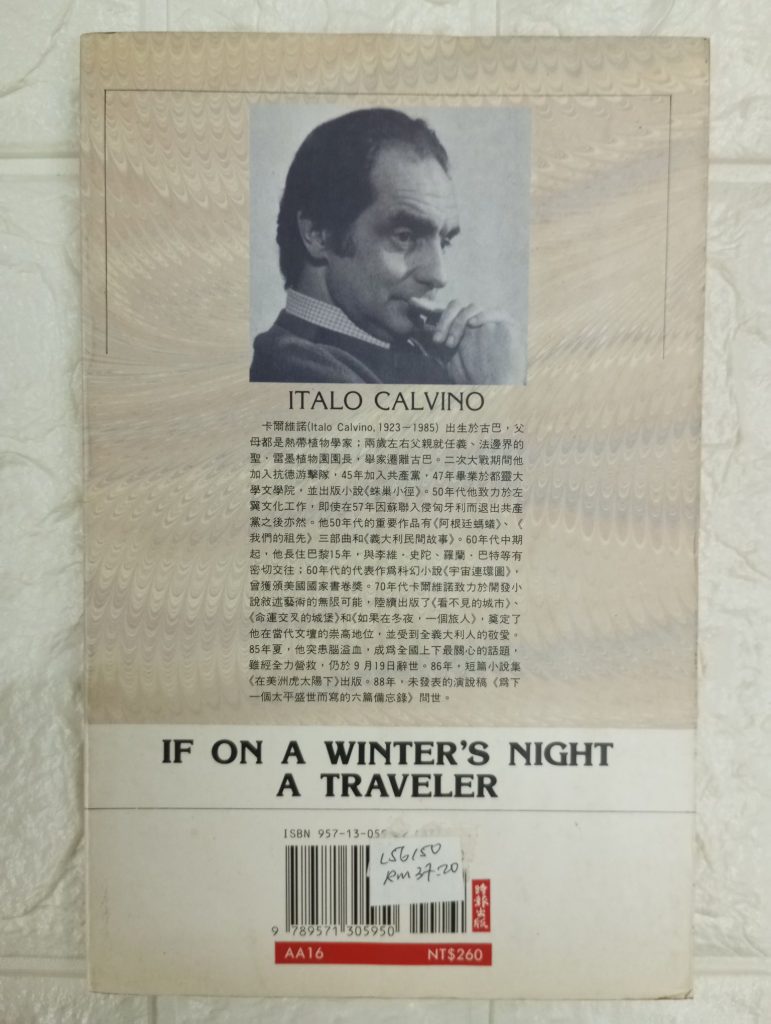 ITALO CALVINO
卡爾維諾(Italo Calvino, 1923－1985) 出生於古巴，父
母都是熱帶植物學家；兩歲左右父親就任義、法邊界的
聖．雷墨植物園園長，舉家遷離古巴。二次大戰期間他
加入抗德游擊隊，45年加入共產黨，47年畢業於都靈大
學文學院，並出版小說《蛛巢小徑》。50年代他致力於左
翼文化工作，即使在57年因蘇聯入侵匈牙利而退出共產
黨之後亦然。他50年代的重要作品有《阿根廷螞蟻》、《
我們的祖先》三部曲和《義大利民間故事》。60年代中期
起，他長住巴黎15年，與李維．史陀、羅蘭．巴特等有
密切交往；60年代的代表作爲科幻小說《宇宙連環圖》，
曾獲頒美國國家書卷獎。70年代卡爾維諾致力於開發小
說敘述藝術的無限可能，陸續出版了《看不見的城市》、
《命運交叉的城堡》和《如果在冬夜，一個旅人》，奠定了
他在當代文壇的崇高地位，並受到全義大利人的敬愛。
85年夏，他突患腦溢血，成爲全國上下最關心的話題，
雖經全力營救，仍於 9 月19日辭世。86年，短篇小說集
《在美洲虎太陽下》出版。88年，未發表的演說稿《爲下
一個太平盛世而寫的六篇備忘錄》問世。
IF ON A WINTER'S NIGHT
A TRAVELER
ISBN 957-13-05
L56150
RM 37.20
9 789571 305950
時報出版
AA16 NT$260